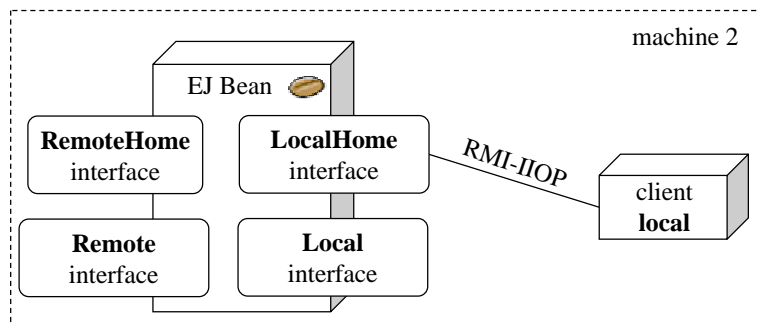 machine 2
EJ Bean
RemoteHome
interface
LocalHome
interface
RMI-IIOP
client
local
Remote
interface
Local
interface